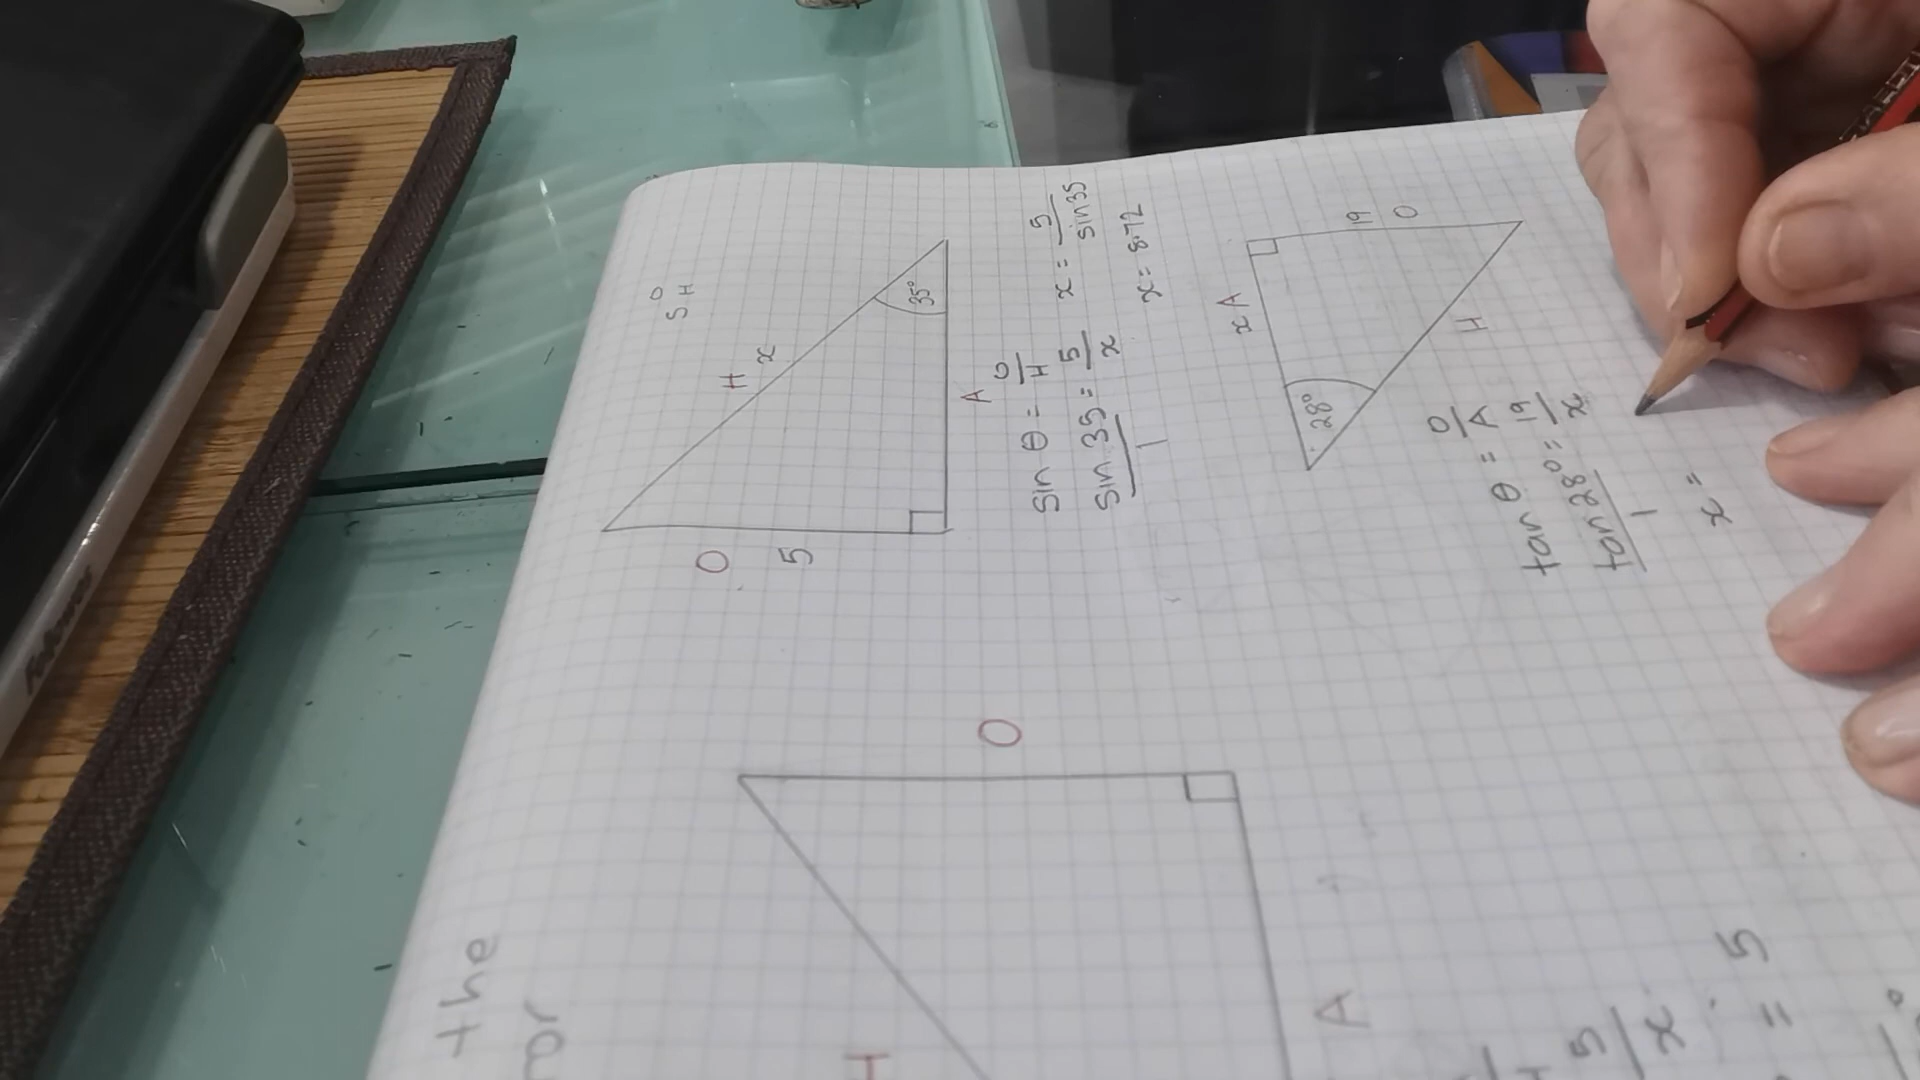 S O
H
H
x
35°
O
5
A
sin θ = O/H
sin 35/1 = 5/x
x = 5/sin35
x = 8.72
x A
19
O
28°
H
tan θ = O/A
tan 28°/1 = 19/x
x =
O
H
A
the
5
x
= 5